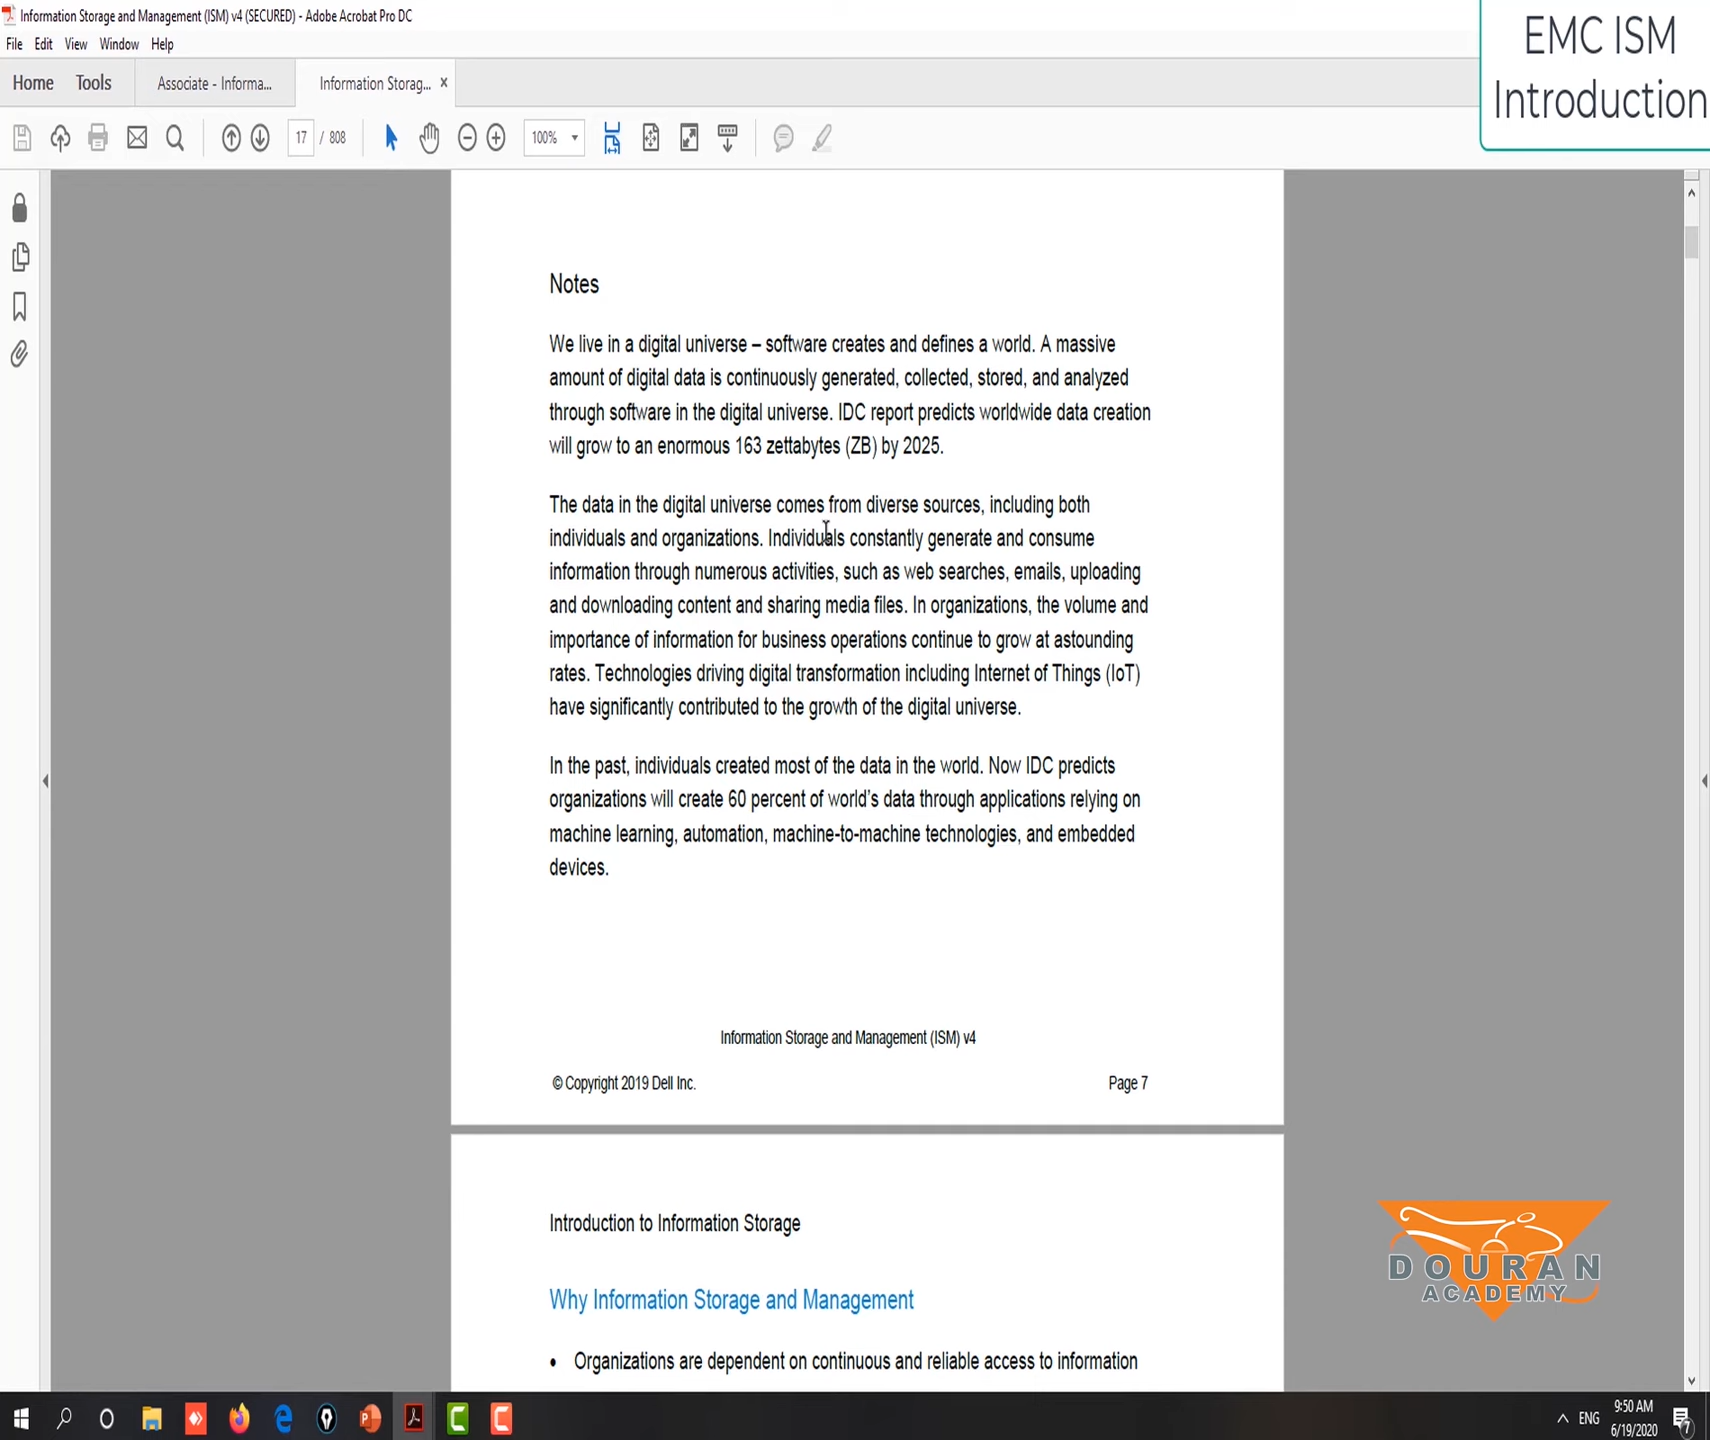 Information Storage and Management (ISM) v4 (SECURED) - Adobe Acrobat Pro DC
File Edit View Window Help
EMC ISM
Introduction
Home Tools Associate - Informa... Information Storag... ×
17 / 808 100%
Notes
We live in a digital universe – software creates and defines a world. A massive
amount of digital data is continuously generated, collected, stored, and analyzed
through software in the digital universe. IDC report predicts worldwide data creation
will grow to an enormous 163 zettabytes (ZB) by 2025.
The data in the digital universe comes from diverse sources, including both
individuals and organizations. Individuals constantly generate and consume
information through numerous activities, such as web searches, emails, uploading
and downloading content and sharing media files. In organizations, the volume and
importance of information for business operations continue to grow at astounding
rates. Technologies driving digital transformation including Internet of Things (IoT)
have significantly contributed to the growth of the digital universe.
In the past, individuals created most of the data in the world. Now IDC predicts
organizations will create 60 percent of world’s data through applications relying on
machine learning, automation, machine-to-machine technologies, and embedded
devices.
Information Storage and Management (ISM) v4
© Copyright 2019 Dell Inc. Page 7
Introduction to Information Storage
Why Information Storage and Management
• Organizations are dependent on continuous and reliable access to information
DOURAN
ACADEMY
ENG
9:50 AM
6/19/2020
7